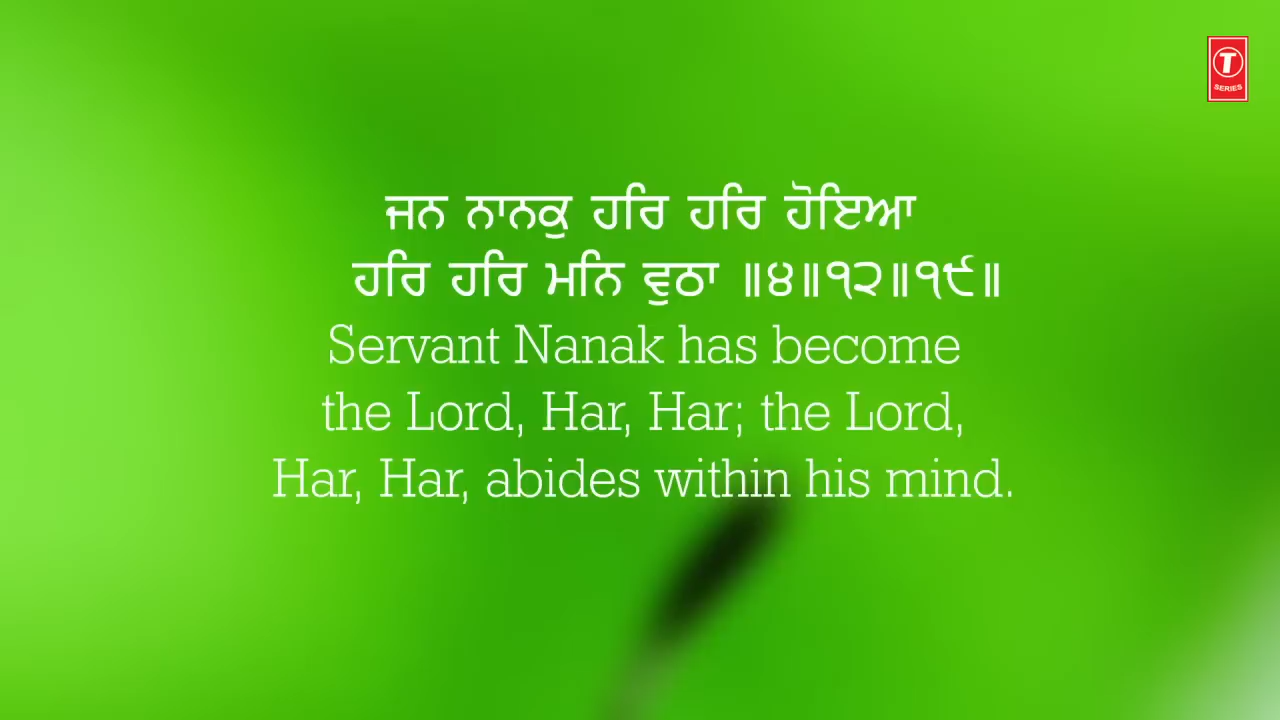 T
SERIES
ਜਨ ਨਾਨਕੁ ਹਰਿ ਹਰਿ ਹੋਇਆ
ਹਰਿ ਹਰਿ ਮਨਿ ਵੁਠਾ ॥੪॥੧੨॥੧੯॥
Servant Nanak has become
the Lord, Har, Har; the Lord,
Har, Har, abides within his mind.